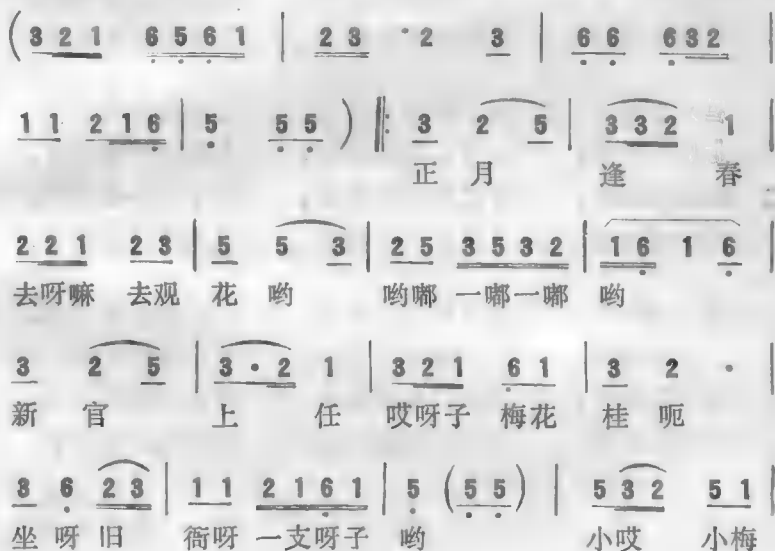 ( 3 2 1 6 5 6 1 | 2 3 · 2 3 | 6 6 6 3 2 |
1 1 2 1 6 | 5 5 5 ) ‖: 3 2 5 | 3 3 2 1 |
正 月 逢 春
2 2 1 2 3 | 5 5 3 | 2 5 3 5 3 2 | 1 6 1 6 |
去呀嘛 去观 花 哟 哟嘟 一嘟一嘟 哟
3 2 5 | 3 · 2 1 | 3 2 1 6 1 | 3 2 · |
新 官 上 任 哎呀子 梅花 桂 呃
3 6 2 3 | 1 1 2 1 6 1 | 5 ( 5 5 ) | 5 3 2 5 1 |
坐 呀 旧 衙呀 一支呀子 哟 小哎 小梅